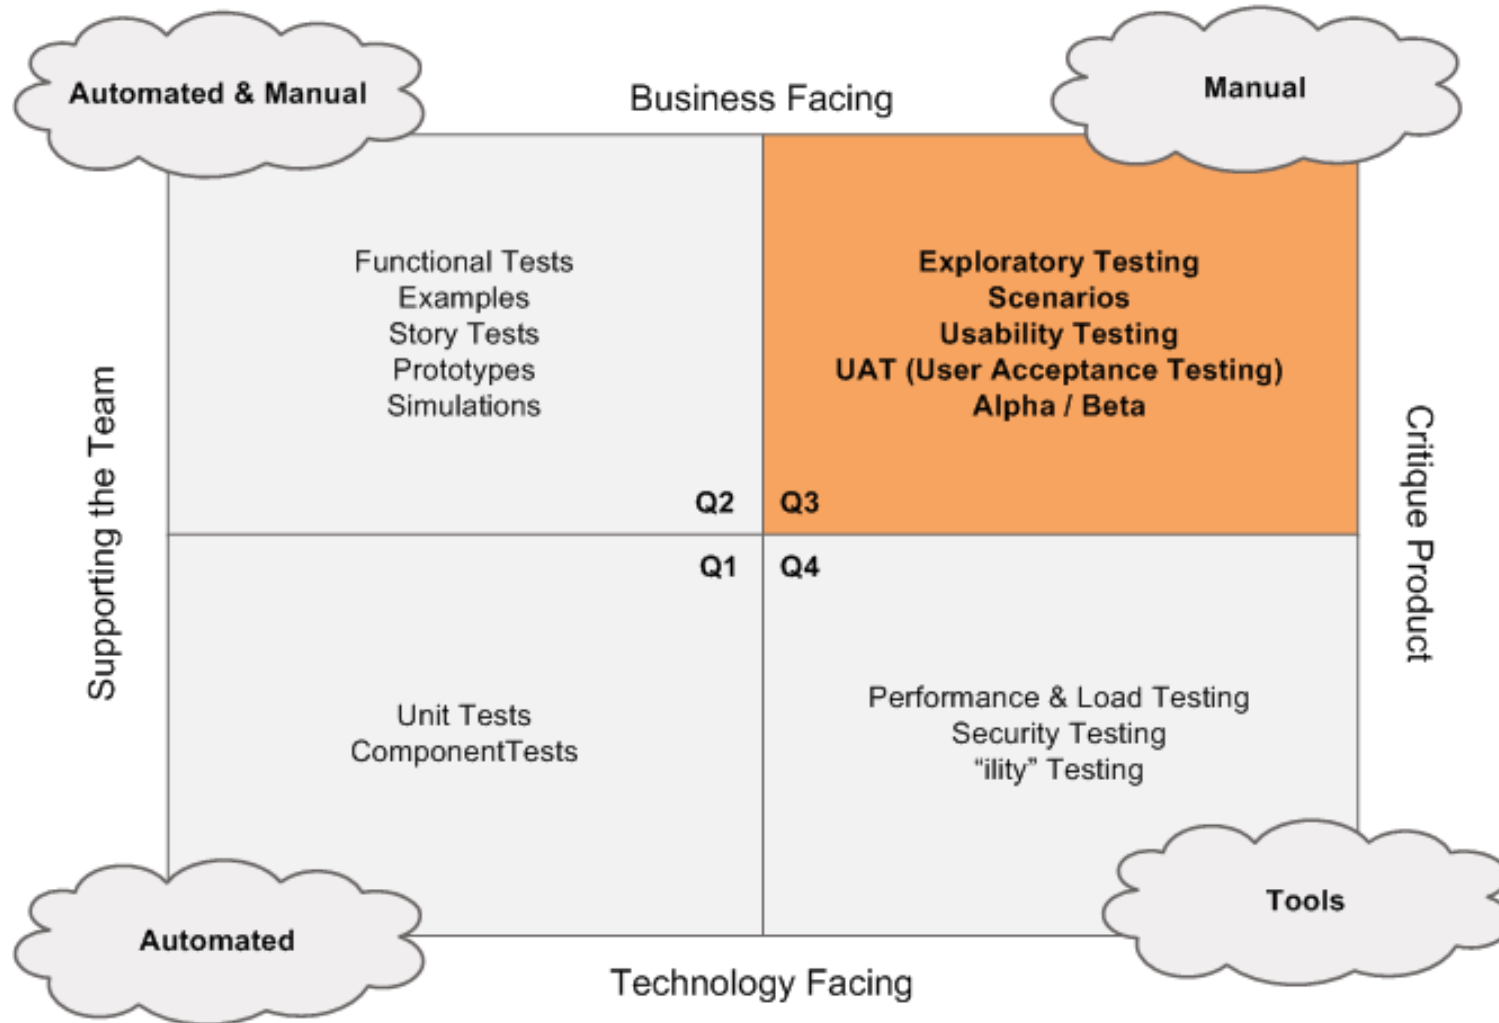 Automated & Manual
Business Facing
Manual
Functional Tests
Examples
Story Tests
Prototypes
Simulations
Exploratory Testing
Scenarios
Usability Testing
UAT (User Acceptance Testing)
Alpha / Beta
Supporting the Team
Critique Product
Q2
Q3
Q1
Q4
Unit Tests
ComponentTests
Performance & Load Testing
Security Testing
“ility” Testing
Automated
Tools
Technology Facing